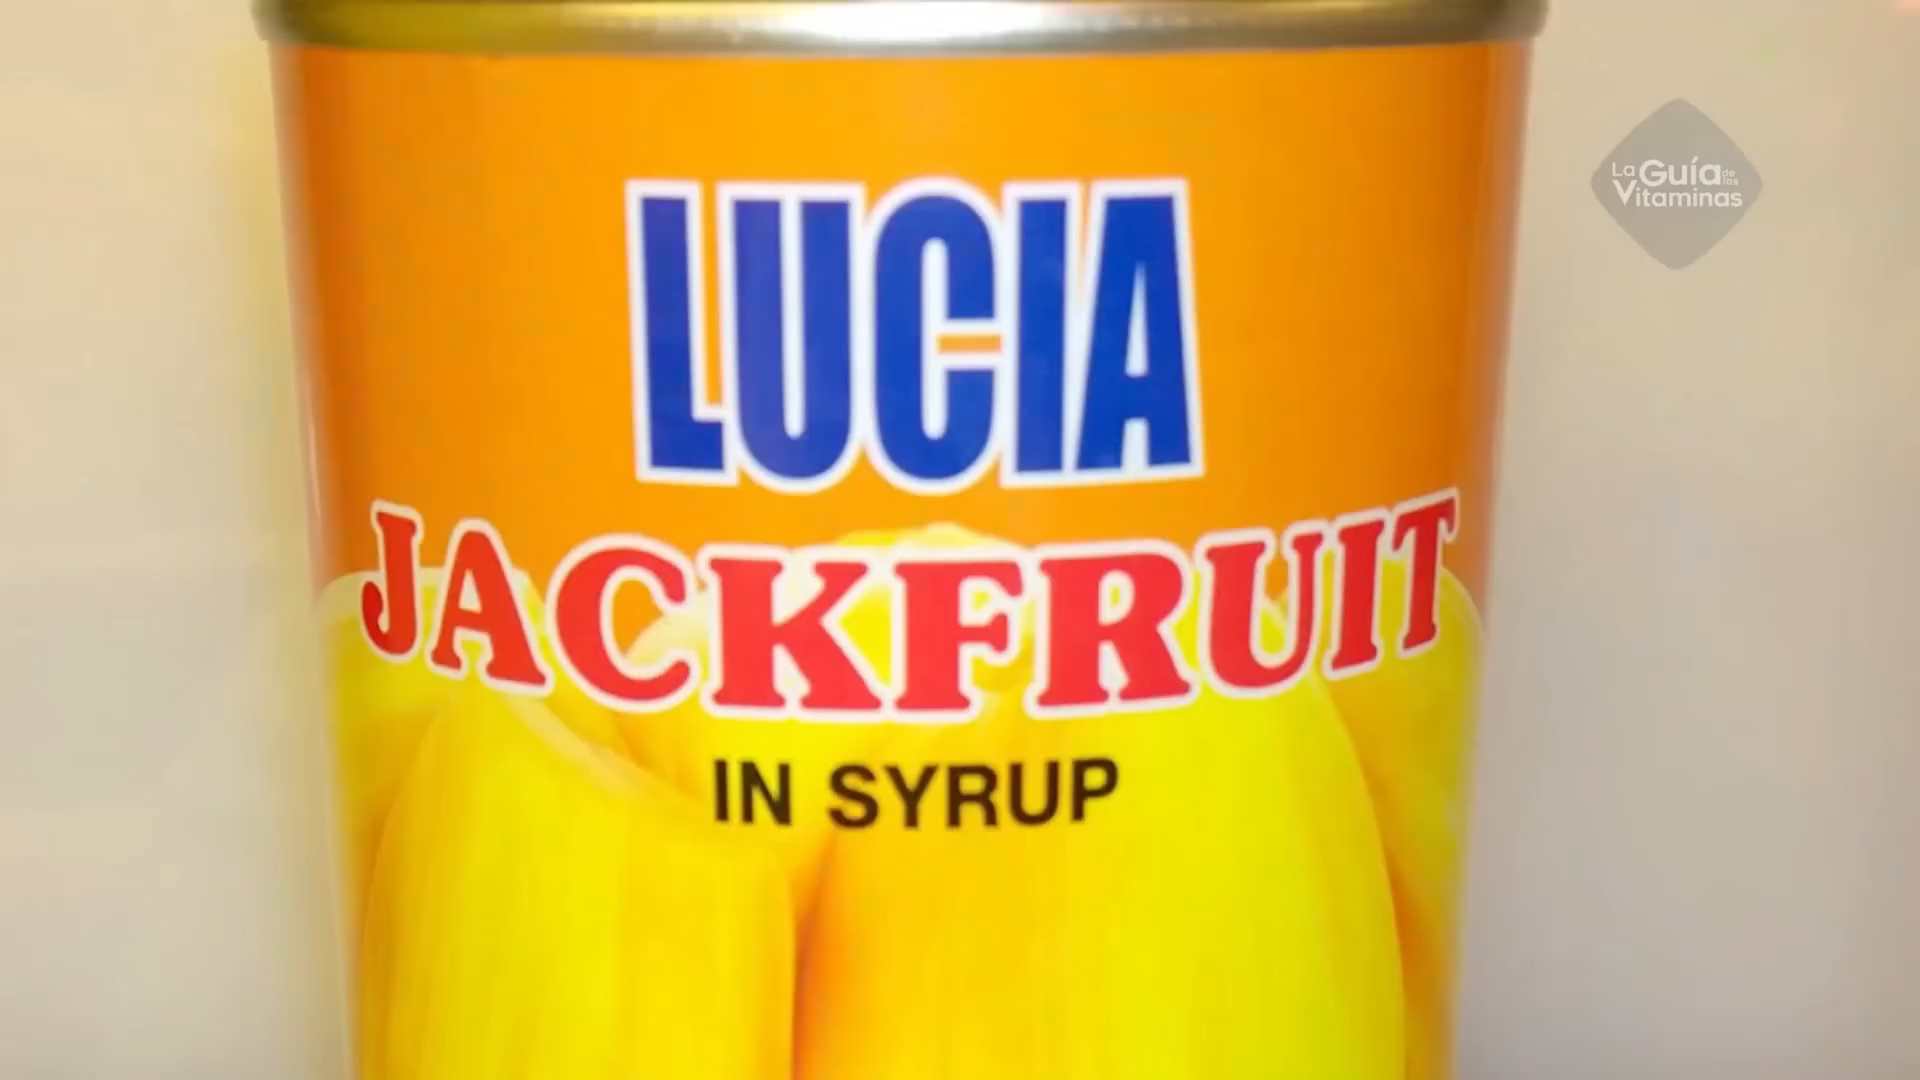 LUCIA
JACKFRUIT
IN SYRUP
La Guía de las
Vitaminas